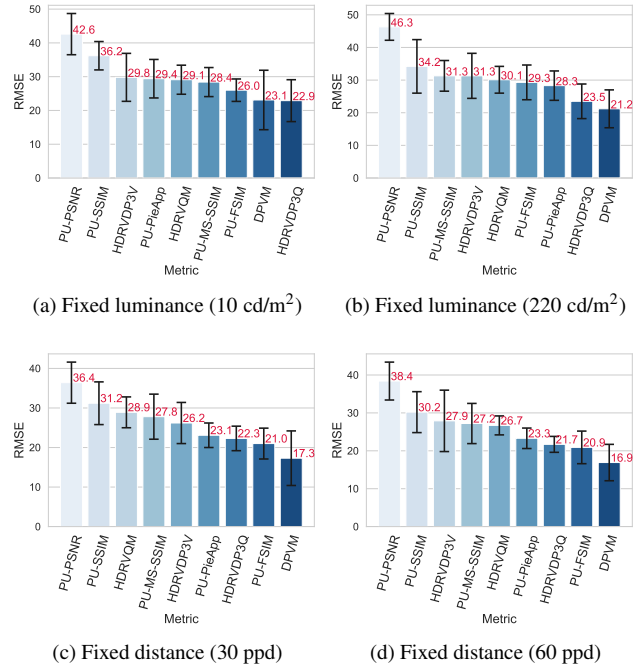 50
40
30
20
10
0
RMSE
42.6
36.2
29.8
29.4
29.1
28.4
26.0
23.1
22.9
PU-PSNR
PU-SSIM
HDRVDP3V
PU-PieApp
HDRVQM
PU-MS-SSIM
PU-FSIM
DPVM
HDRVDP3Q
Metric
(a) Fixed luminance (10 cd/m²)
50
40
30
20
10
0
RMSE
46.3
34.2
31.3
31.3
30.1
29.3
28.3
23.5
21.2
PU-PSNR
PU-SSIM
PU-MS-SSIM
HDRVDP3V
HDRVQM
PU-FSIM
PU-PieApp
HDRVDP3Q
DPVM
Metric
(b) Fixed luminance (220 cd/m²)
40
30
20
10
0
RMSE
36.4
31.2
28.9
27.8
26.2
23.1
22.3
21.0
17.3
PU-PSNR
PU-SSIM
HDRVQM
PU-MS-SSIM
HDRVDP3V
PU-PieApp
HDRVDP3Q
PU-FSIM
DPVM
Metric
(c) Fixed distance (30 ppd)
40
30
20
10
0
RMSE
38.4
30.2
27.9
27.2
26.7
23.3
21.7
20.9
16.9
PU-PSNR
PU-SSIM
HDRVDP3V
PU-MS-SSIM
HDRVQM
PU-PieApp
HDRVDP3Q
PU-FSIM
DPVM
Metric
(d) Fixed distance (60 ppd)